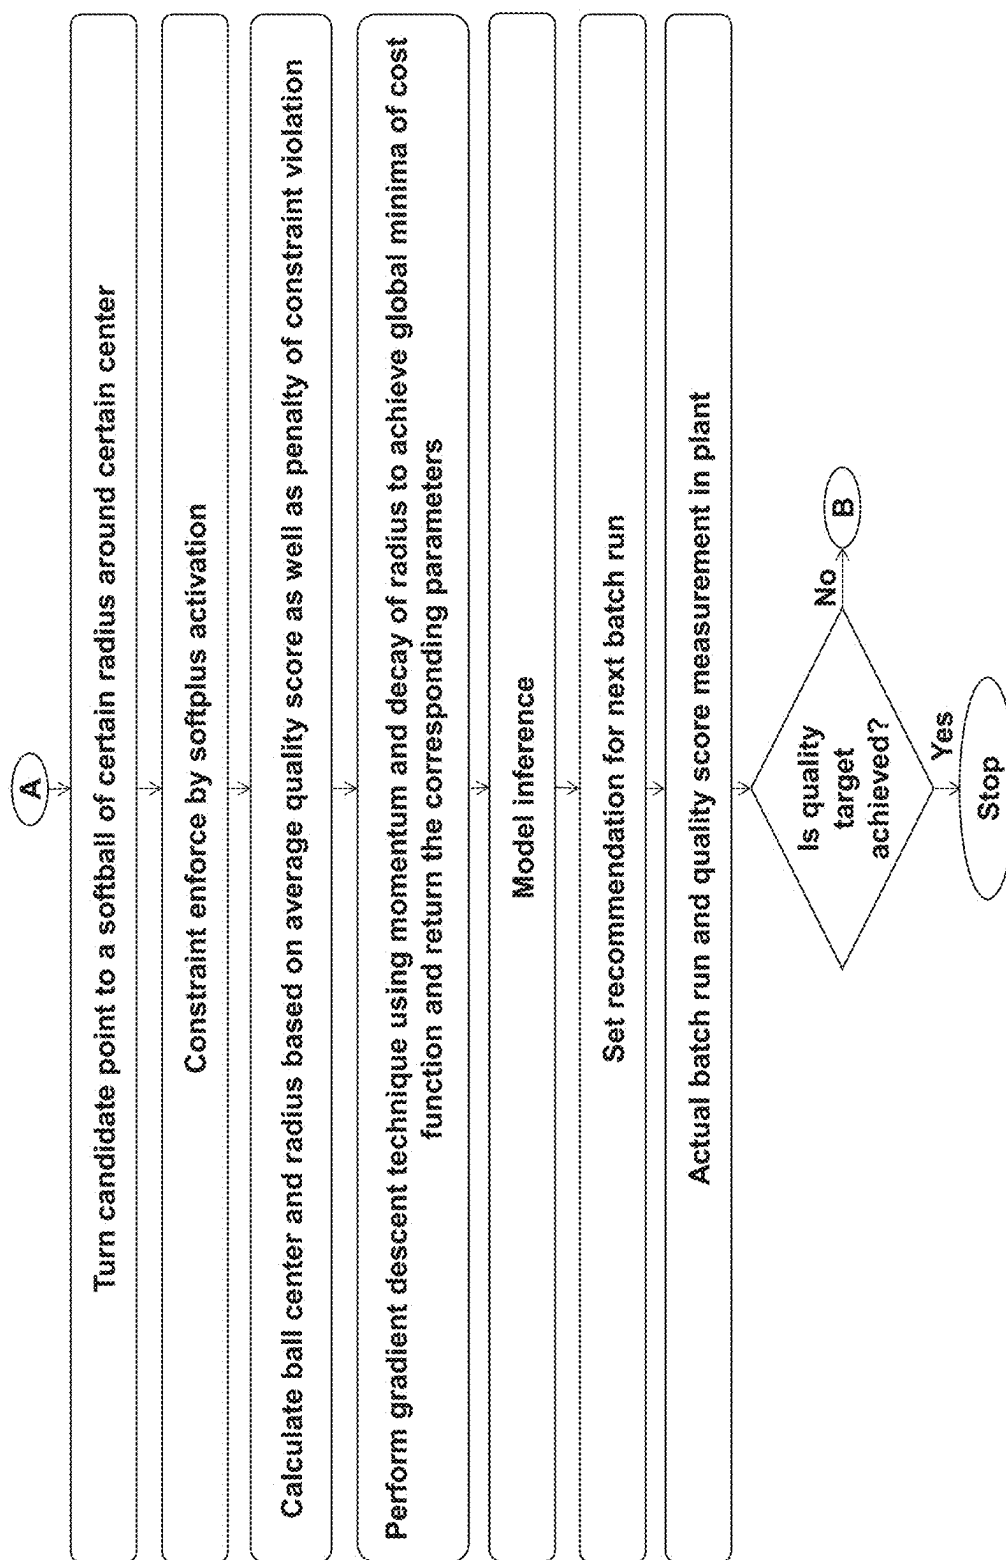 A
Turn candidate point to a softball of certain radius around certain center
Constraint enforce by softplus activation
Calculate ball center and radius based on average quality score as well as penalty of constraint violation
Perform gradient descent technique using momentum and decay of radius to achieve global minima of cost
function and return the corresponding parameters
Model inference
Set recommendation for next batch run
Actual batch run and quality score measurement in plant
Is quality
target
achieved?
No
B
Yes
Stop